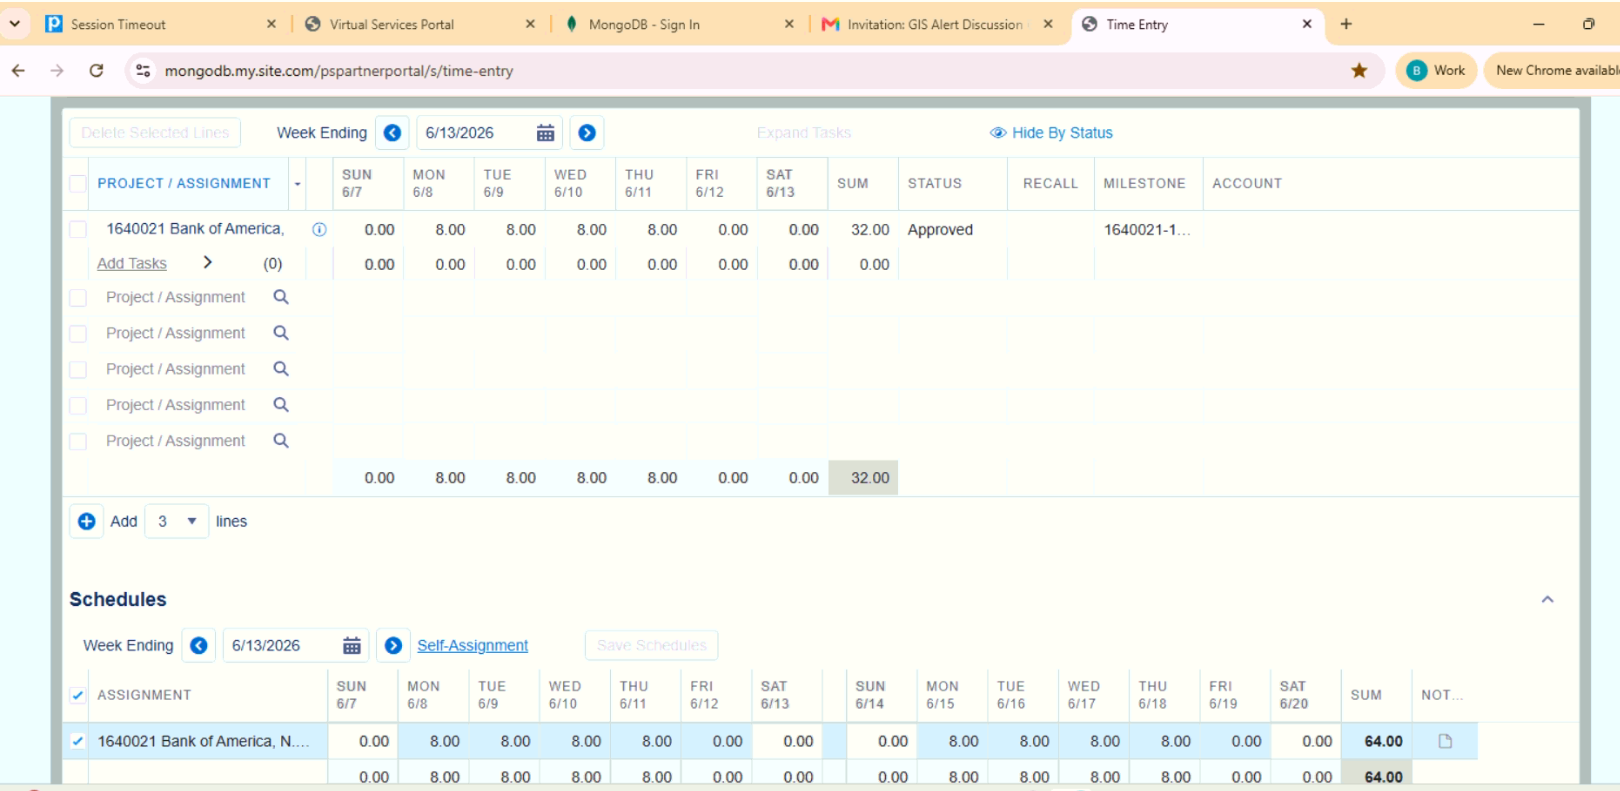 Session Timeout
Virtual Services Portal
MongoDB - Sign In
Invitation: GIS Alert Discussion
Time Entry
mongodb.my.site.com/pspartnerportal/s/time-entry
B Work
New Chrome availabl
Delete Selected Lines Week Ending 6/13/2026 Expand Tasks Hide By Status
PROJECT / ASSIGNMENT SUN 6/7 MON 6/8 TUE 6/9 WED 6/10 THU 6/11 FRI 6/12 SAT 6/13 SUM STATUS RECALL MILESTONE ACCOUNT
1640021 Bank of America, 0.00 8.00 8.00 8.00 8.00 0.00 0.00 32.00 Approved 1640021-1...
Add Tasks (0) 0.00 0.00 0.00 0.00 0.00 0.00 0.00 0.00
Project / Assignment
Project / Assignment
Project / Assignment
Project / Assignment
Project / Assignment
0.00 8.00 8.00 8.00 8.00 0.00 0.00 32.00
Add 3 lines
Schedules
Week Ending 6/13/2026 Self-Assignment Save Schedules
ASSIGNMENT SUN 6/7 MON 6/8 TUE 6/9 WED 6/10 THU 6/11 FRI 6/12 SAT 6/13 SUN 6/14 MON 6/15 TUE 6/16 WED 6/17 THU 6/18 FRI 6/19 SAT 6/20 SUM NOT...
1640021 Bank of America, N.... 0.00 8.00 8.00 8.00 8.00 0.00 0.00 0.00 8.00 8.00 8.00 8.00 0.00 0.00 64.00
0.00 8.00 8.00 8.00 8.00 0.00 0.00 0.00 8.00 8.00 8.00 8.00 0.00 0.00 64.00